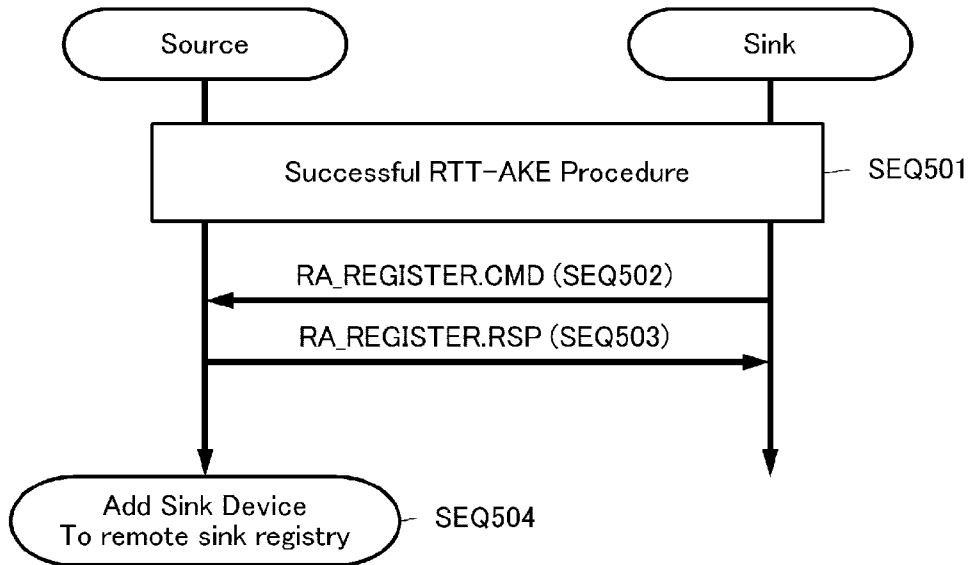 Source
Sink
Successful RTT-AKE Procedure
SEQ501
RA_REGISTER.CMD (SEQ502)
RA_REGISTER.RSP (SEQ503)
Add Sink Device
To remote sink registry
SEQ504